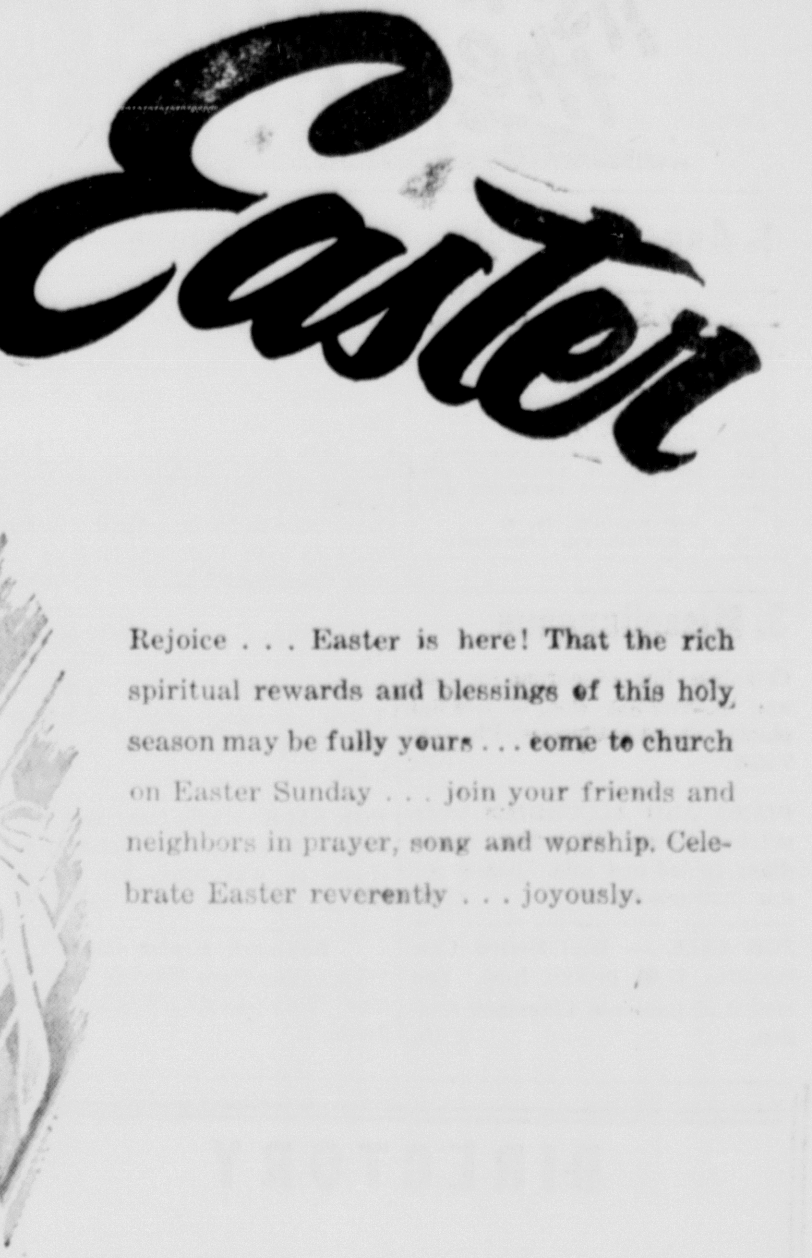 Easter
Rejoice . . . Easter is here! That the rich
spiritual rewards and blessings of this holy
season may be fully yours . . . come to church
on Easter Sunday . . . join your friends and
neighbors in prayer, song and worship. Cele-
brate Easter reverently . . . joyously.
DIRECTORY